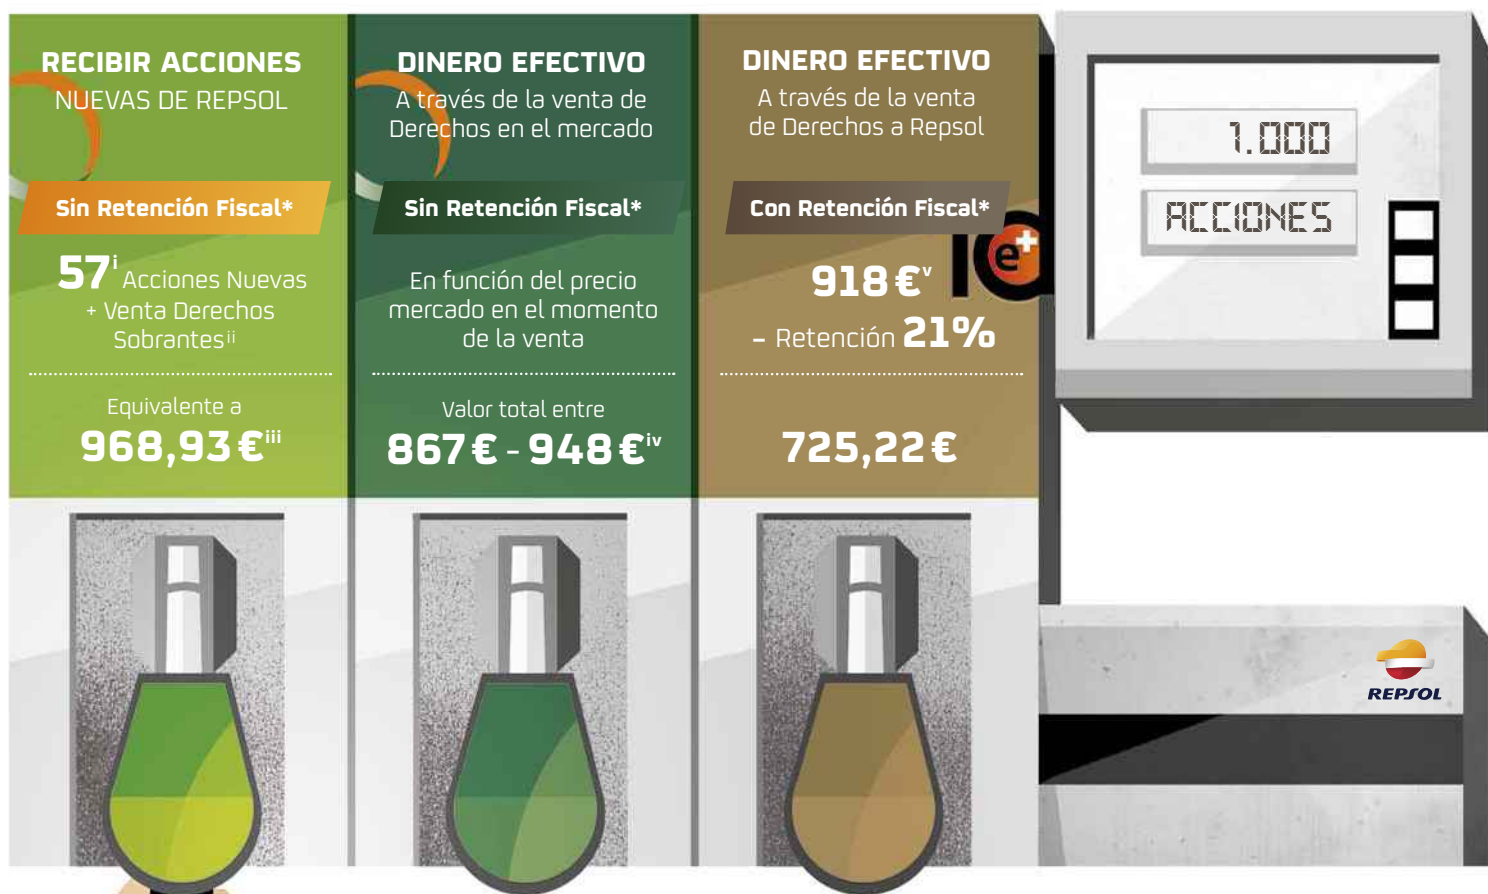 RECIBIR ACCIONES
NUEVAS DE REPSOL
Sin Retención Fiscal*
57ⁱ Acciones Nuevas
+ Venta Derechos
Sobrantesⁱⁱ
Equivalente a
968,93 €ⁱⁱⁱ
DINERO EFECTIVO
A través de la venta de
Derechos en el mercado
Sin Retención Fiscal*
En función del precio
mercado en el momento
de la venta
Valor total entre
867 € - 948 €ⁱᵛ
DINERO EFECTIVO
A través de la venta
de Derechos a Repsol
Con Retención Fiscal*
918 €ᵛ
– Retención 21%
725,22 €
10
e+
1.000
ACCIONES
REPSOL